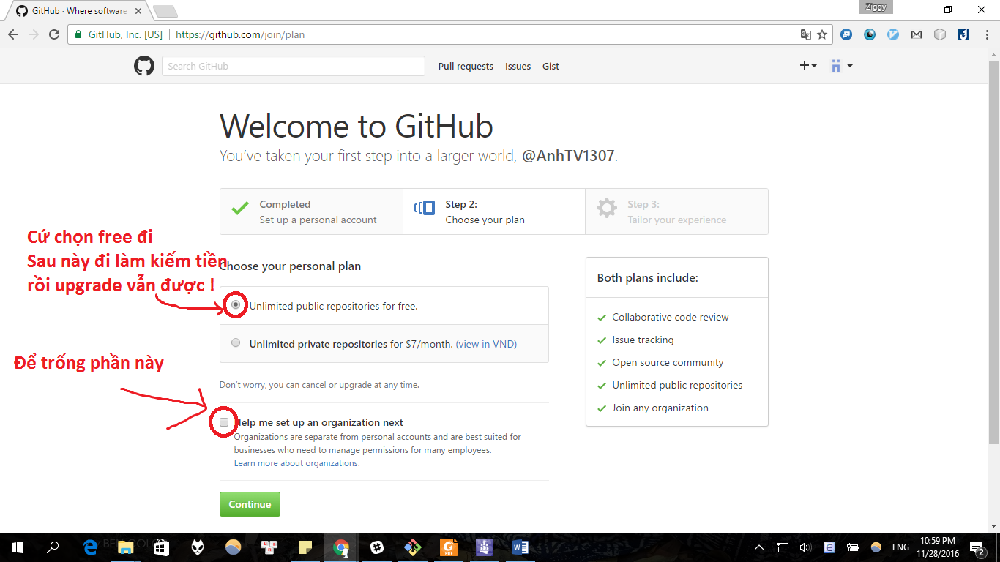 GitHub · Where software
Ziggy
GitHub, Inc. [US]
https://github.com/join/plan
Search GitHub
Pull requests
Issues
Gist
Welcome to GitHub
You've taken your first step into a larger world, @AnhTV1307.
Completed
Set up a personal account
Step 2:
Choose your plan
Step 3:
Tailor your experience
Cứ chọn free đi
Sau này đi làm kiếm tiền
rồi upgrade vẫn được !
Choose your personal plan
Unlimited public repositories for free.
Unlimited private repositories for $7/month. (view in VND)
Don't worry, you can cancel or upgrade at any time.
Để trống phần này
Help me set up an organization next
Organizations are separate from personal accounts and are best suited for
businesses who need to manage permissions for many employees.
Learn more about organizations.
Continue
Both plans include:
Collaborative code review
Issue tracking
Open source community
Unlimited public repositories
Join any organization
ENG
10:59 PM
11/28/2016
2